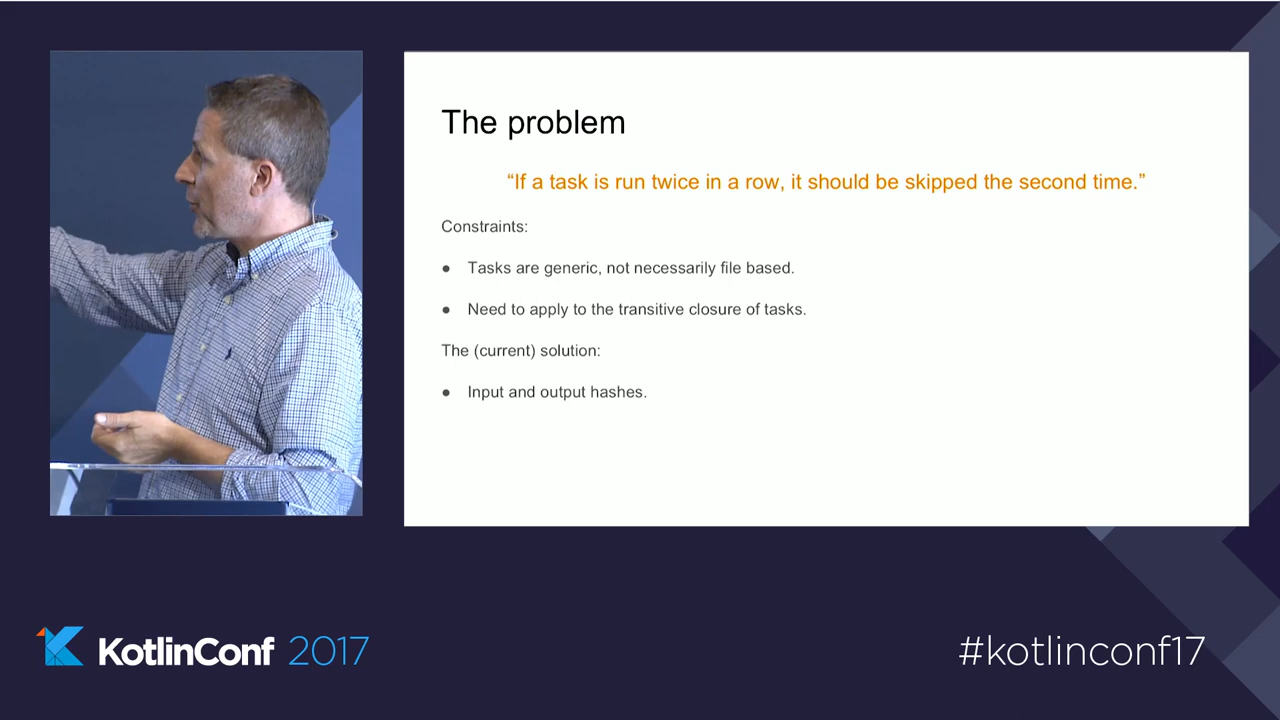 The problem
“If a task is run twice in a row, it should be skipped the second time.”
Constraints:
● Tasks are generic, not necessarily file based.
● Need to apply to the transitive closure of tasks.
The (current) solution:
● Input and output hashes.
KotlinConf 2017
#kotlinconf17